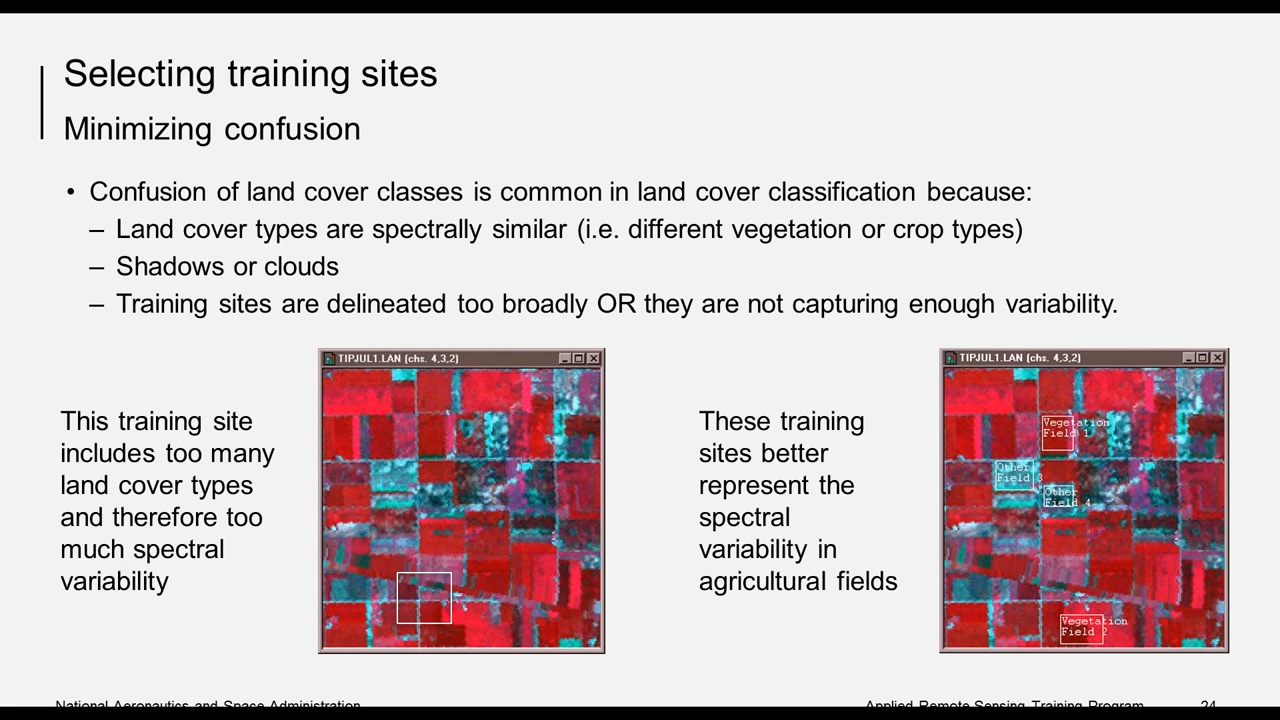 Selecting training sites
Minimizing confusion
• Confusion of land cover classes is common in land cover classification because:
– Land cover types are spectrally similar (i.e. different vegetation or crop types)
– Shadows or clouds
– Training sites are delineated too broadly OR they are not capturing enough variability.
This training site
includes too many
land cover types
and therefore too
much spectral
variability
TIPJUL1.LAN (chs. 4,3,2)
These training
sites better
represent the
spectral
variability in
agricultural fields
TIPJUL1.LAN (chs. 4,3,2)
Vegetation
Field 1
Other
Field 3
Other
Field 4
Vegetation
Field 2
National Aeronautics and Space Administration
Applied Remote Sensing Training Program
24